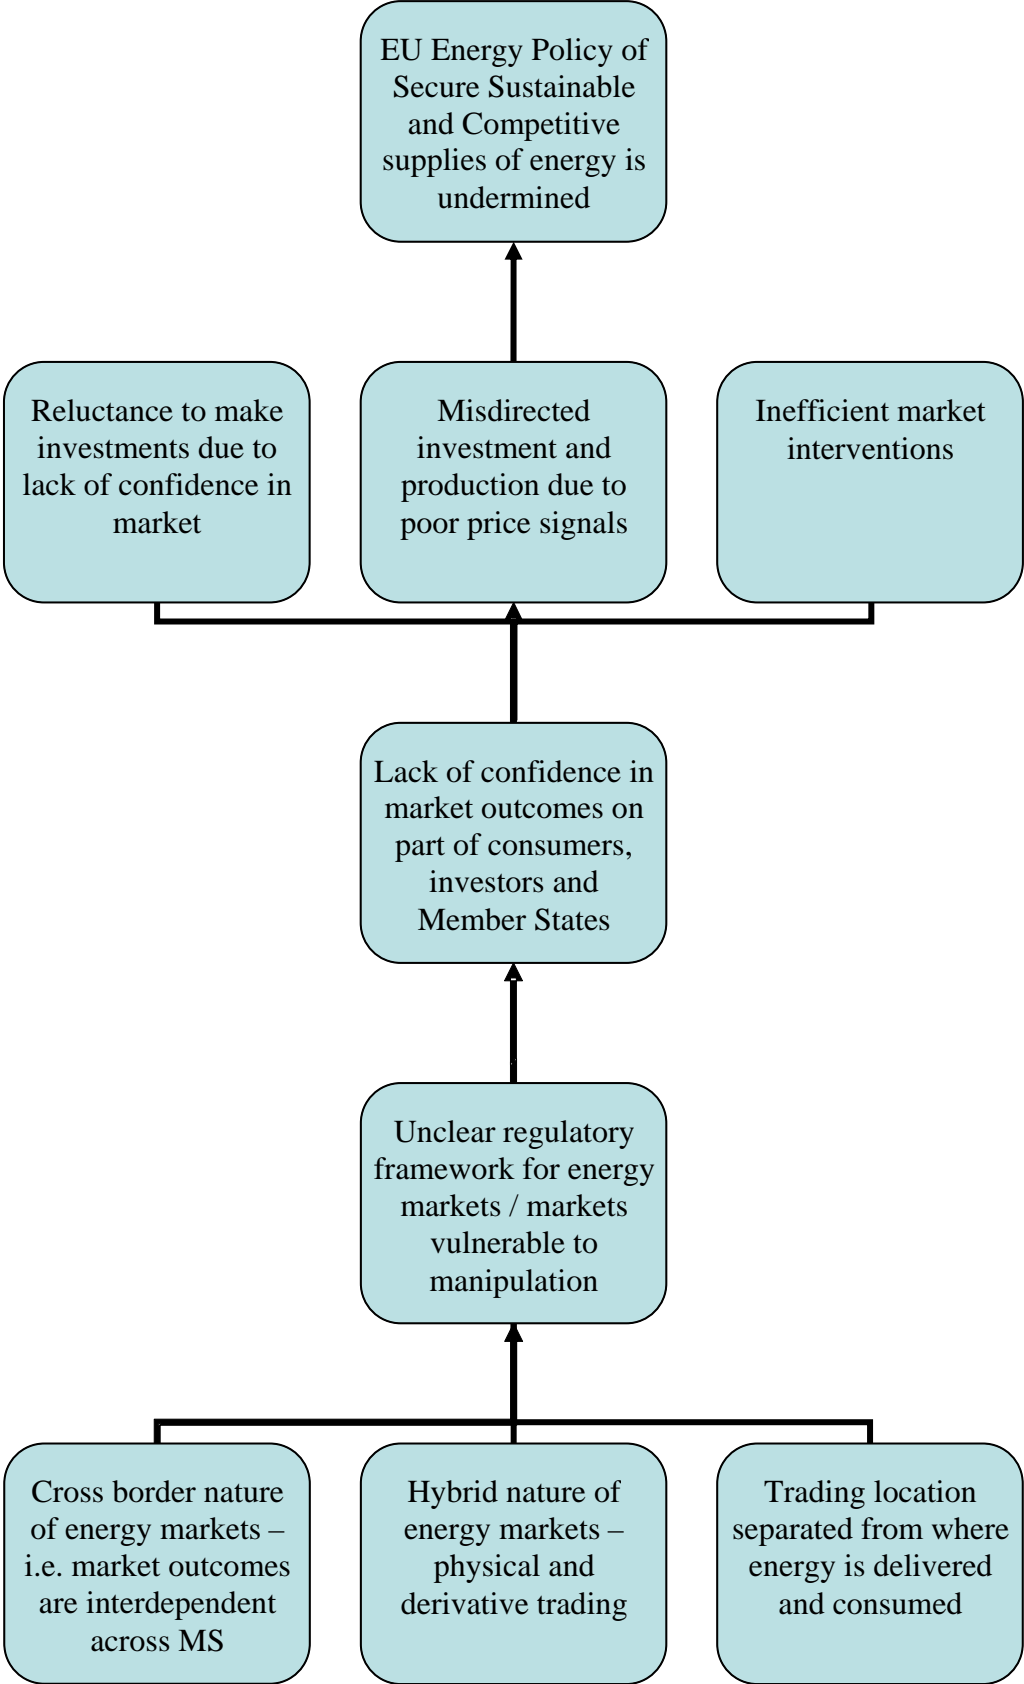 EU Energy Policy of
Secure Sustainable
and Competitive
supplies of energy is
undermined
Reluctance to make
investments due to
lack of confidence in
market
Misdirected
investment and
production due to
poor price signals
Inefficient market
interventions
Lack of confidence in
market outcomes on
part of consumers,
investors and
Member States
Unclear regulatory
framework for energy
markets / markets
vulnerable to
manipulation
Cross border nature
of energy markets –
i.e. market outcomes
are interdependent
across MS
Hybrid nature of
energy markets –
physical and
derivative trading
Trading location
separated from where
energy is delivered
and consumed